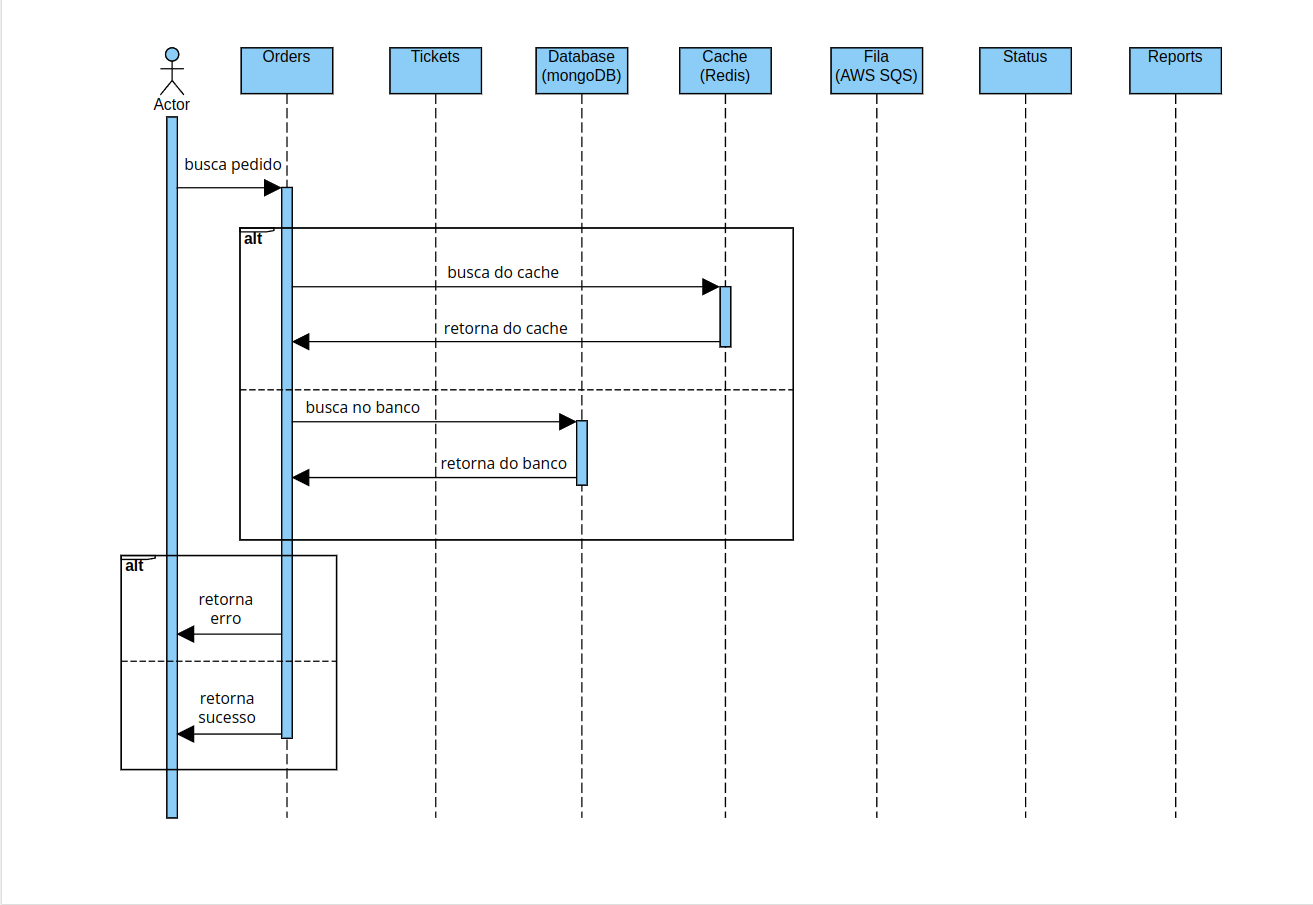 Actor
Orders
Tickets
Database
(mongoDB)
Cache
(Redis)
Fila
(AWS SQS)
Status
Reports
busca pedido
alt
busca do cache
retorna do cache
busca no banco
retorna do banco
alt
retorna
erro
retorna
sucesso